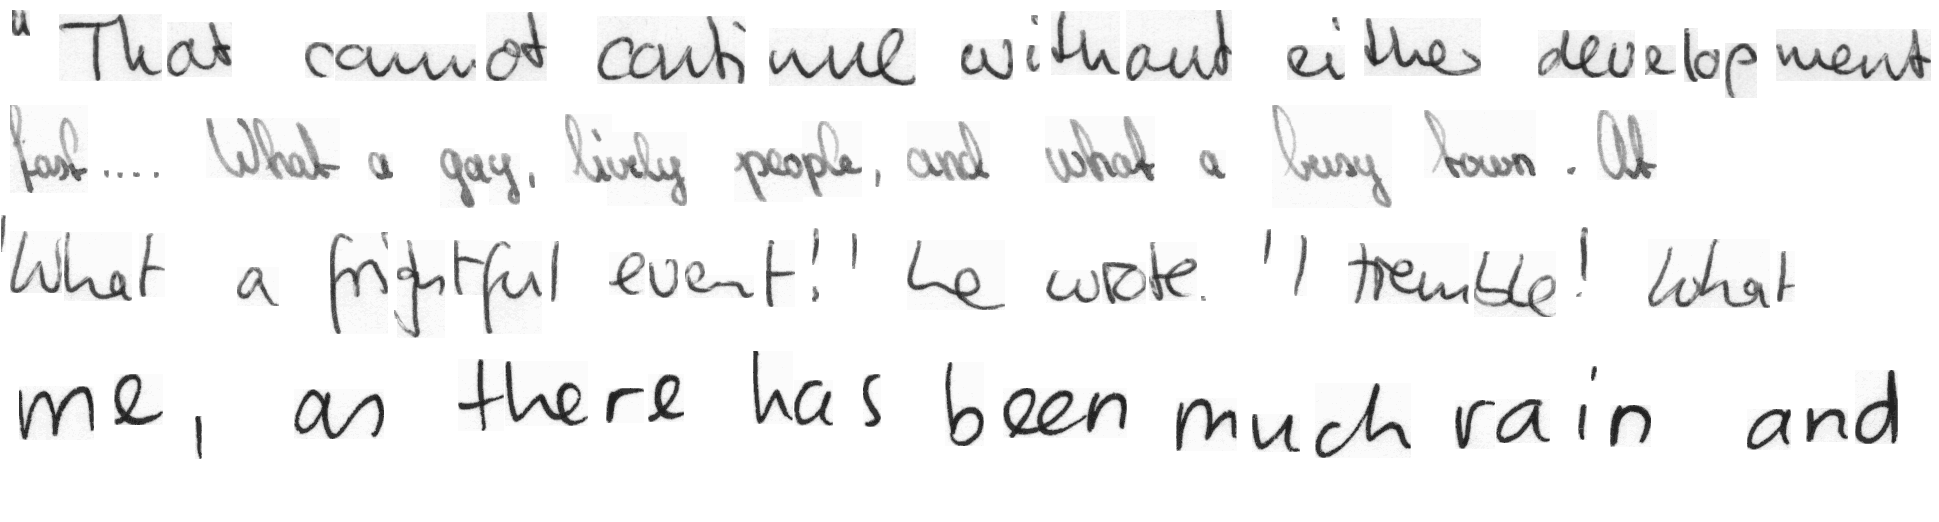 "That cannot continue without either development
fast.... What a gay, lively people, and what a busy town. At
'What a frightful event!' he wrote. 'I tremble! What
me, as there has been much rain and